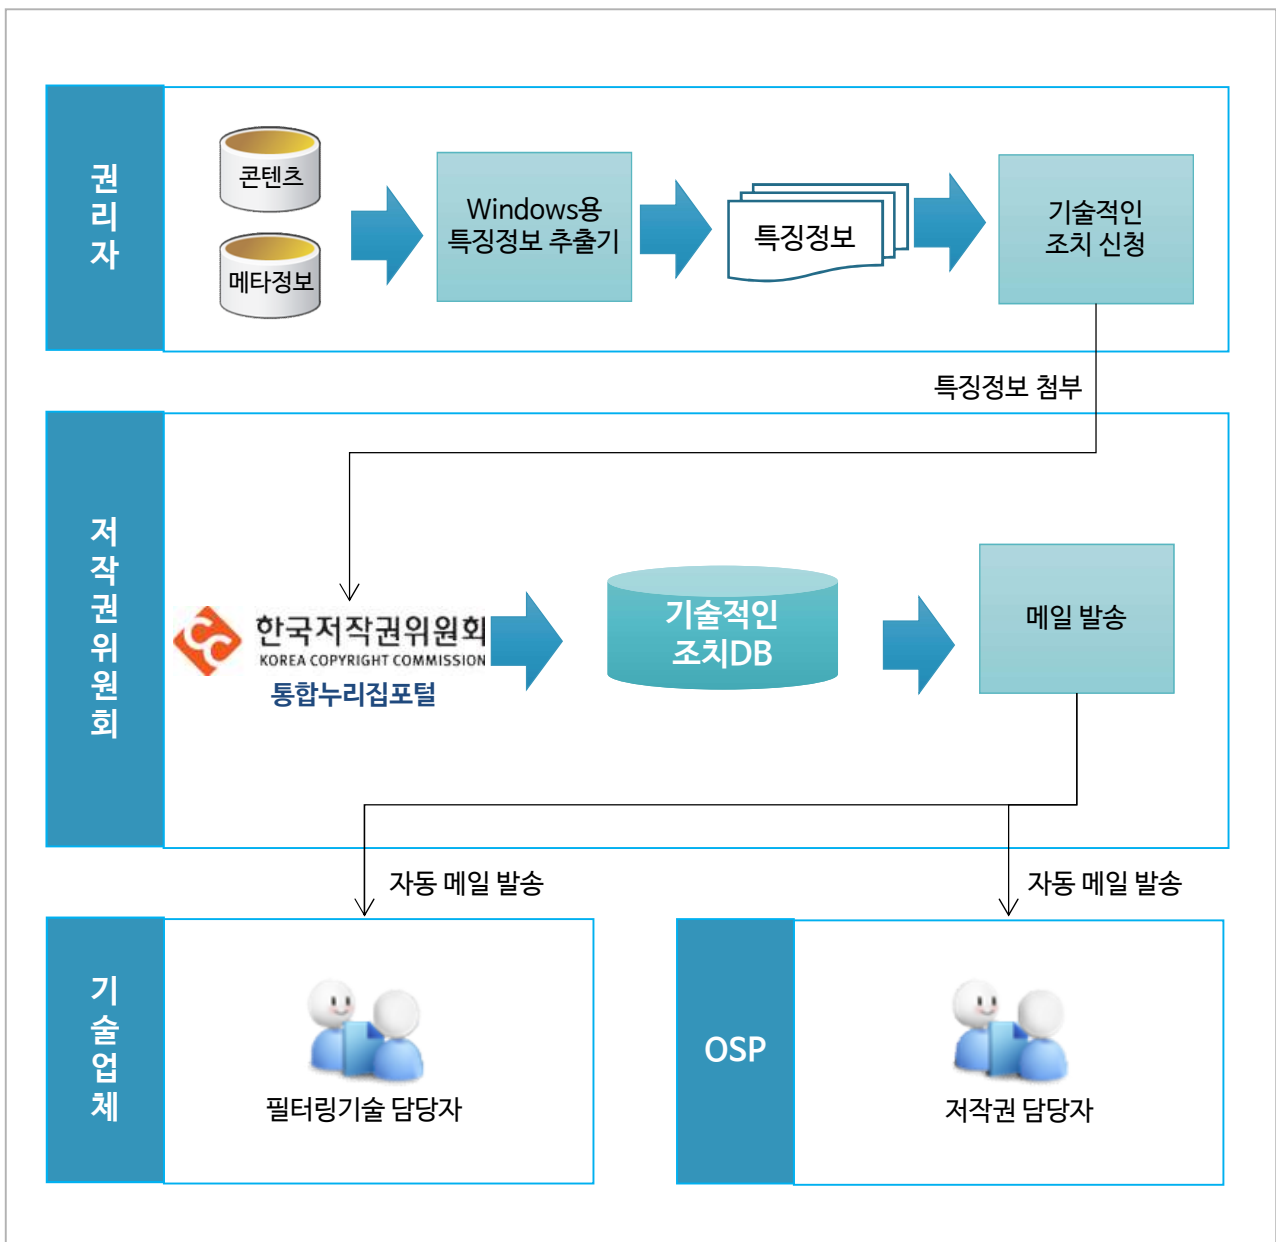 권리자
콘텐츠
메타정보
Windows용
특징정보 추출기
특징정보
기술적인
조치 신청
특징정보 첨부
저작권위원회
한국저작권위원회
KOREA COPYRIGHT COMMISSION
통합누리집포털
기술적인
조치DB
메일 발송
자동 메일 발송
자동 메일 발송
기술업체
필터링기술 담당자
OSP
저작권 담당자